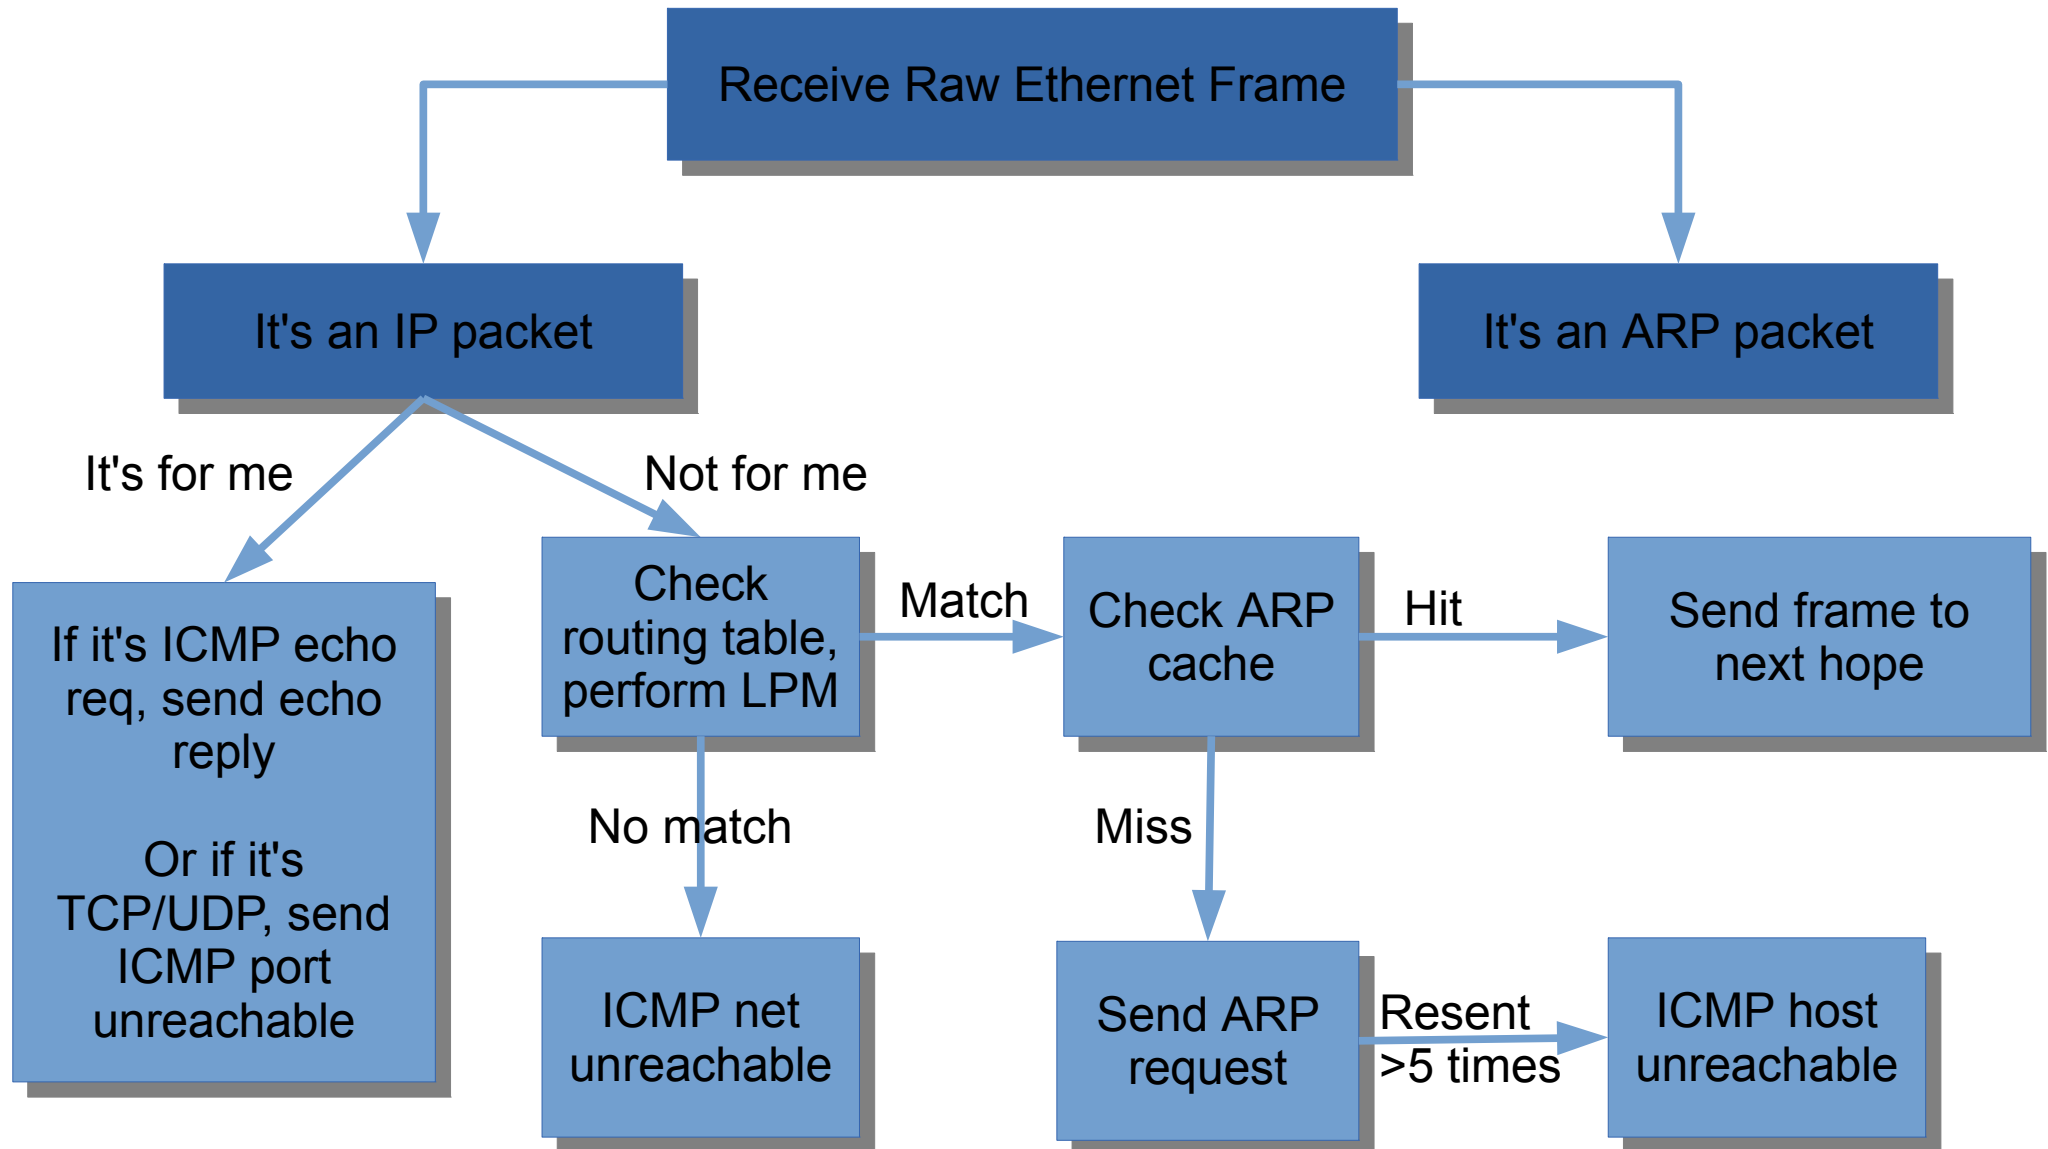 Receive Raw Ethernet Frame
It's an IP packet
It's an ARP packet
It's for me
Not for me
If it's ICMP echo
req, send echo
reply
Or if it's
TCP/UDP, send
ICMP port
unreachable
Check
routing table,
perform LPM
Match
Check ARP
cache
Hit
Send frame to
next hope
No match
Miss
ICMP net
unreachable
Send ARP
request
Resent
>5 times
ICMP host
unreachable